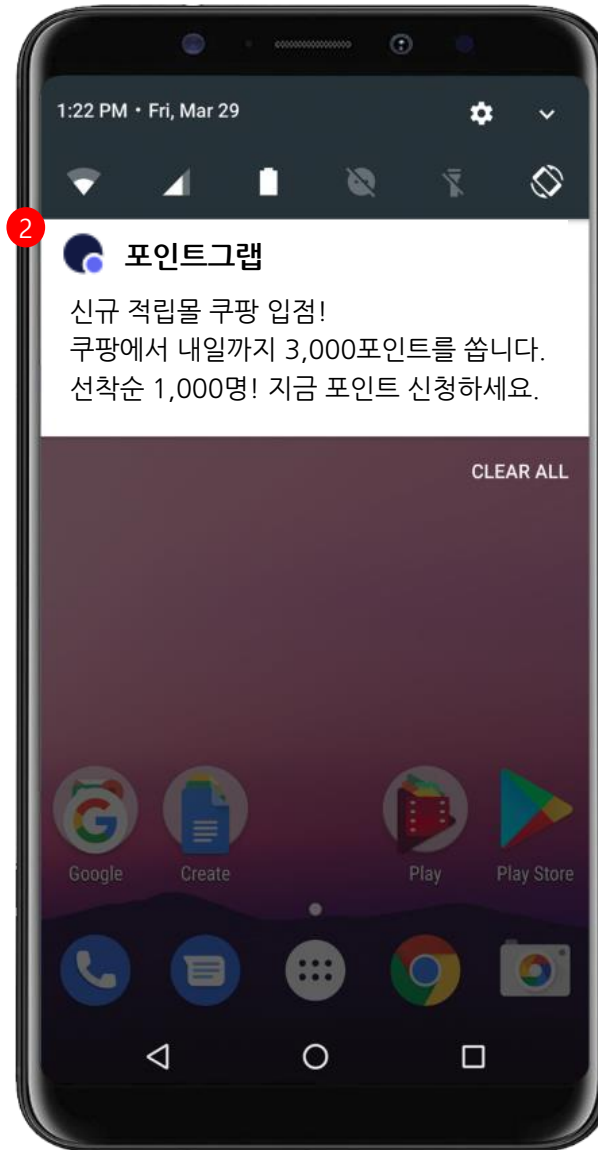 1:22 PM • Fri, Mar 29
2
포인트그랩
신규 적립몰 쿠팡 입점!
쿠팡에서 내일까지 3,000포인트를 쏩니다.
선착순 1,000명! 지금 포인트 신청하세요.
CLEAR ALL
Google
Create
Play
Play Store